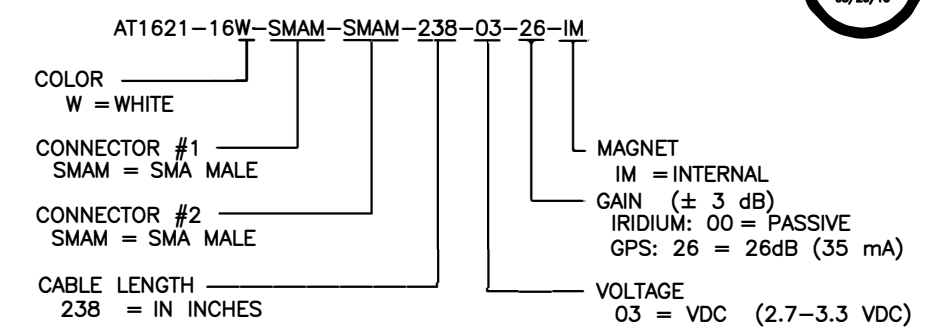 AT1621-16W-SMAM-SMAM-238-03-26-IM
COLOR
W = WHITE
CONNECTOR #1
SMAM = SMA MALE
CONNECTOR #2
SMAM = SMA MALE
CABLE LENGTH
238 = IN INCHES
MAGNET
IM = INTERNAL
GAIN (± 3 dB)
IRIDIUM: 00 = PASSIVE
GPS: 26 = 26dB (35 mA)
VOLTAGE
03 = VDC (2.7-3.3 VDC)